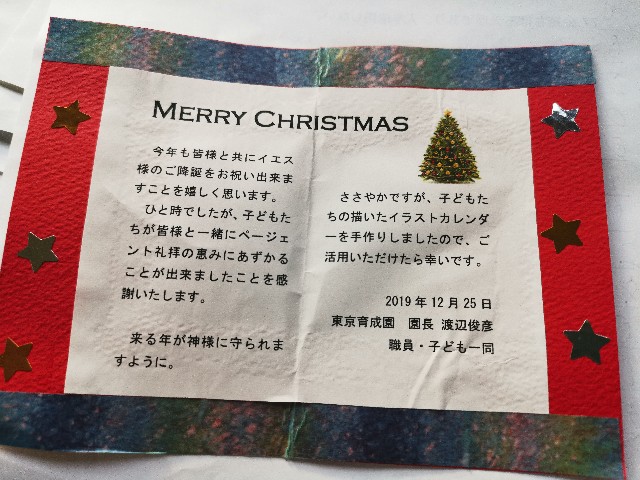 MERRY CHRISTMAS
今年も皆様と共にイエス
様のご降誕をお祝い出来ま
すことを嬉しく思います。
ひと時でしたが、子どもた
ちが皆様と一緒にページェ
ント礼拝の恵みにあずかる
ことが出来ましたことを感
謝いたします。
来る年が神様に守られま
すように。
ささやかですが、子どもた
ちの描いたイラストカレンダ
ーを手作りしましたので、ご
活用いただけたら幸いです。
2019年12月25日
東京育成園　園長 渡辺俊彦
職員・子ども一同